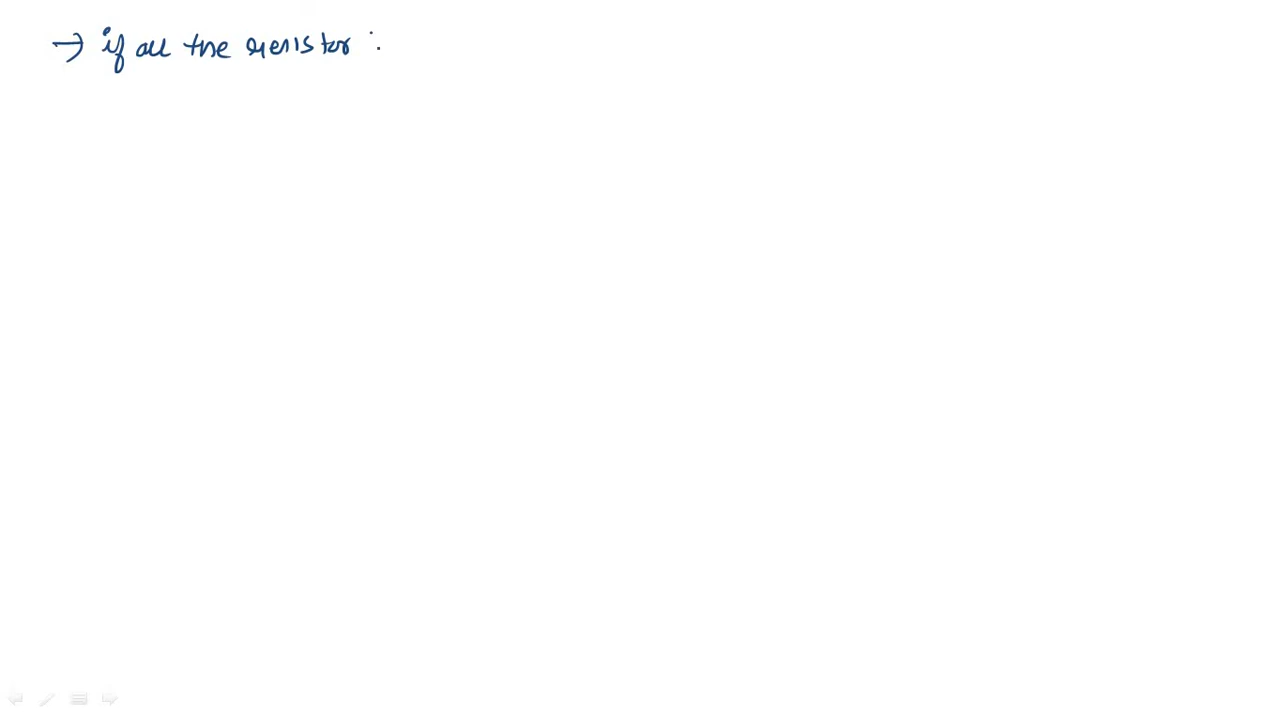 → if all the resistor